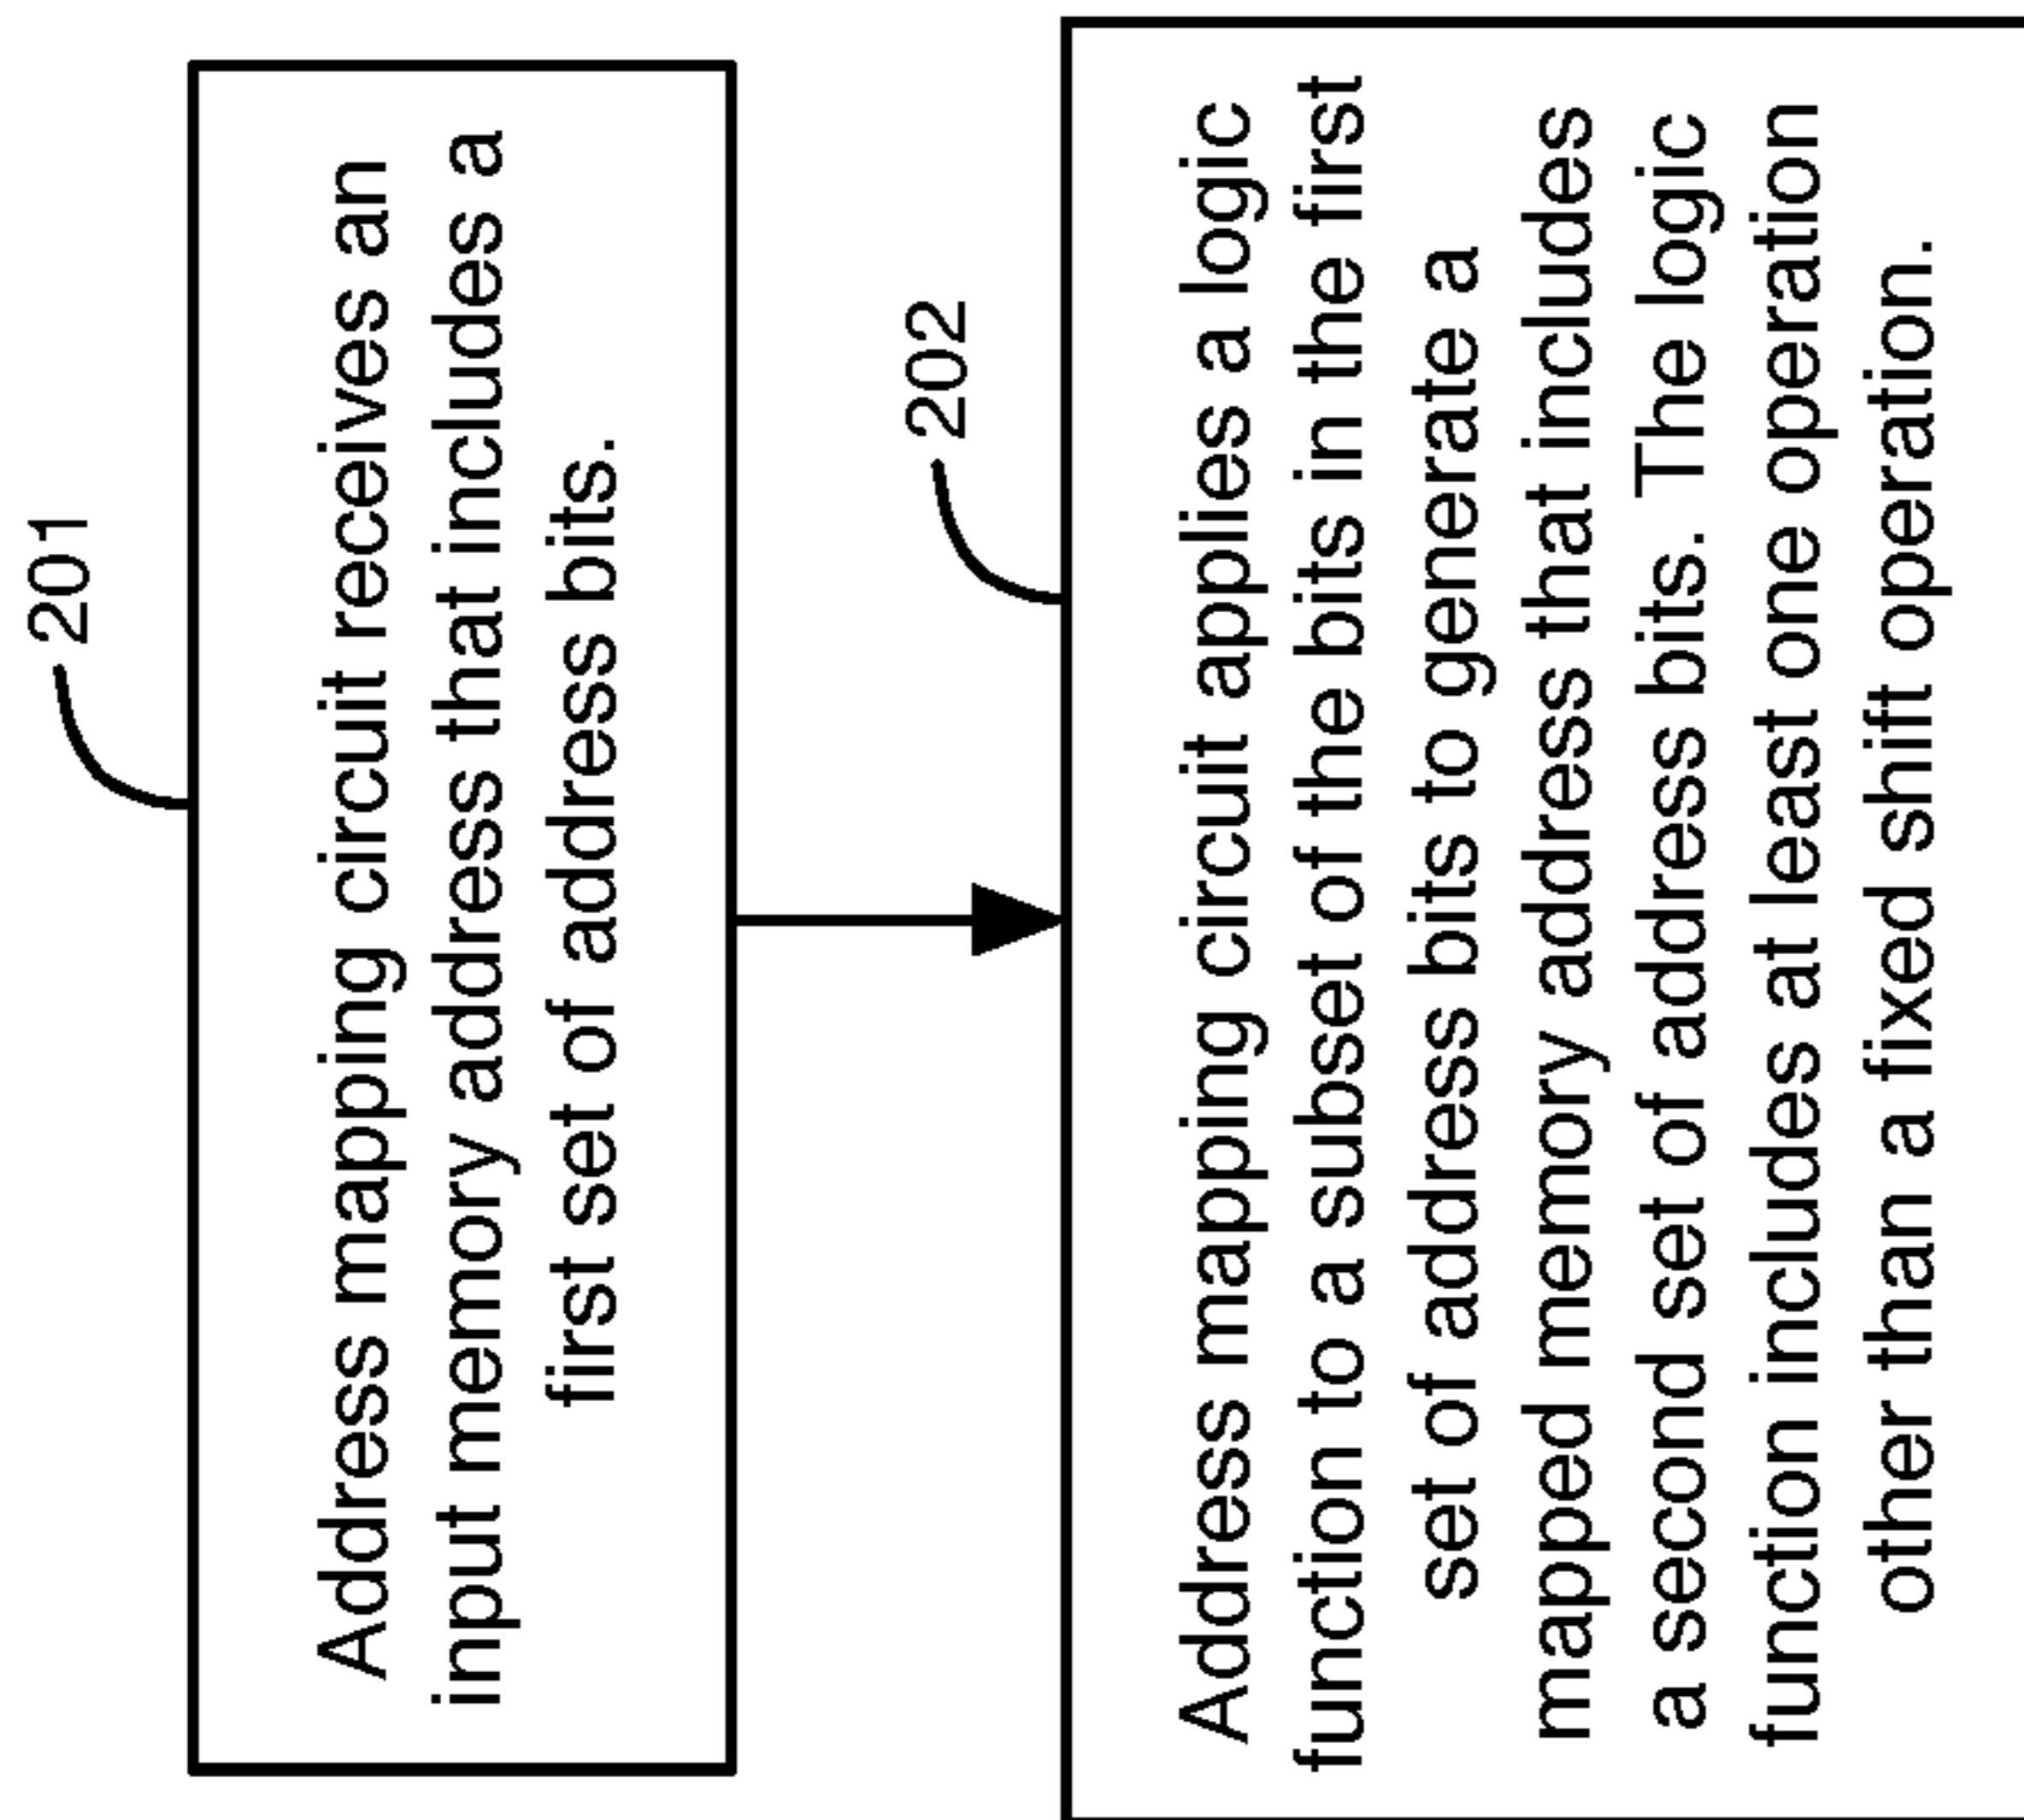 201
Address mapping circuit receives an
input memory address that includes a
first set of address bits.
202
Address mapping circuit applies a logic
function to a subset of the bits in the first
set of address bits to generate a
mapped memory address that includes
a second set of address bits. The logic
function includes at least one operation
other than a fixed shift operation.